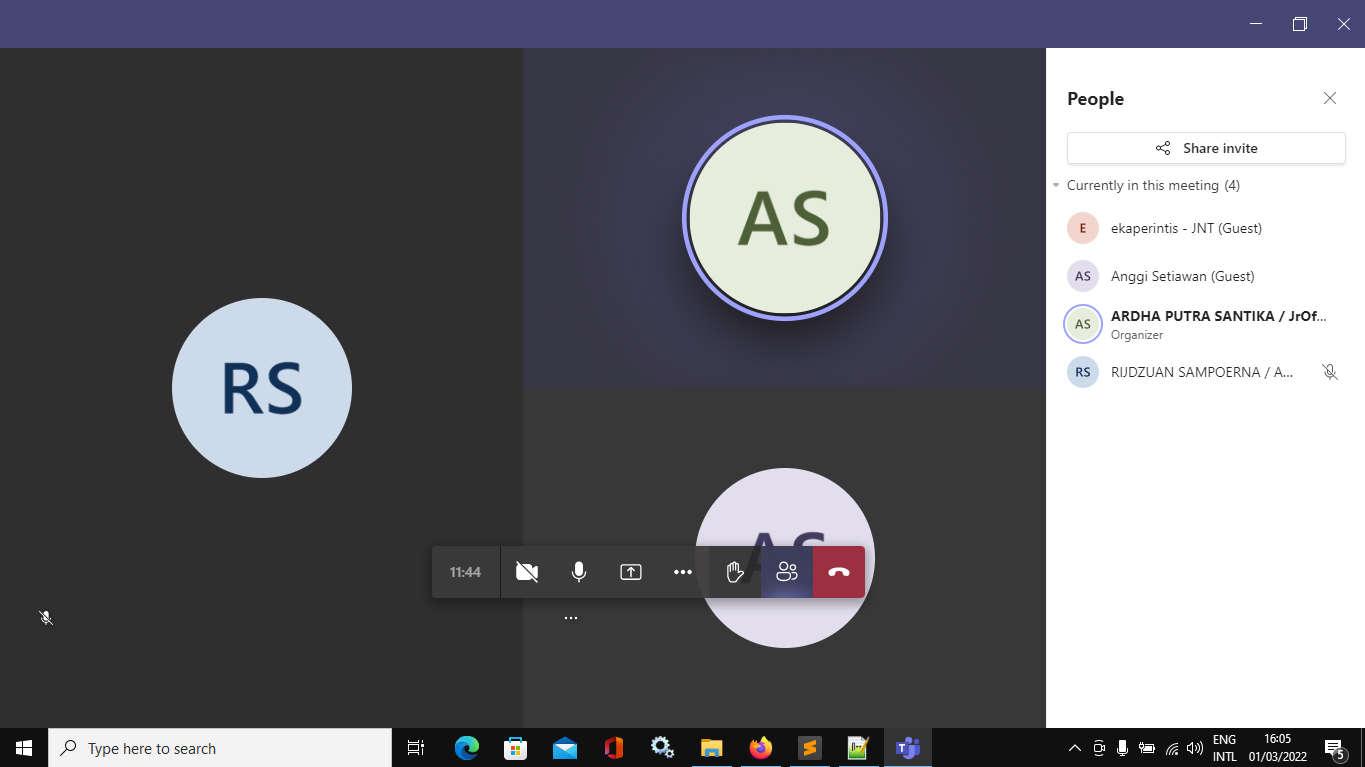 People
Share invite
Currently in this meeting (4)
E ekaperintis - JNT (Guest)
AS Anggi Setiawan (Guest)
AS ARDHA PUTRA SANTIKA / JrOf...
Organizer
RS RIJDZUAN SAMPOERNA / A...
RS
AS
AS
11:44
Type here to search
ENG
INTL
16:05
01/03/2022
5